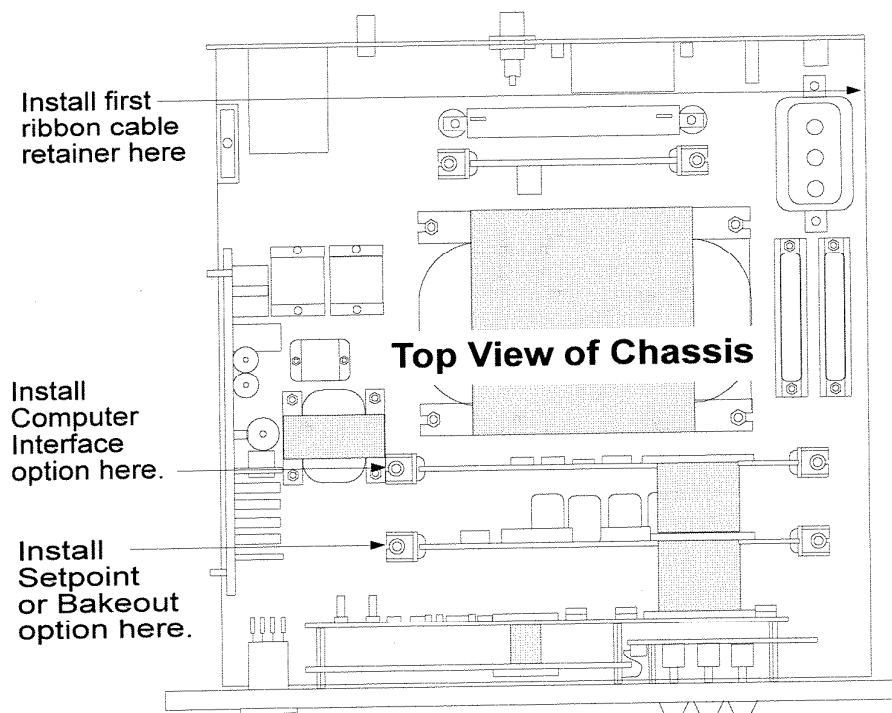 Install first
ribbon cable
retainer here
Top View of Chassis
Install
Computer
Interface
option here.
Install
Setpoint
or Bakeout
option here.